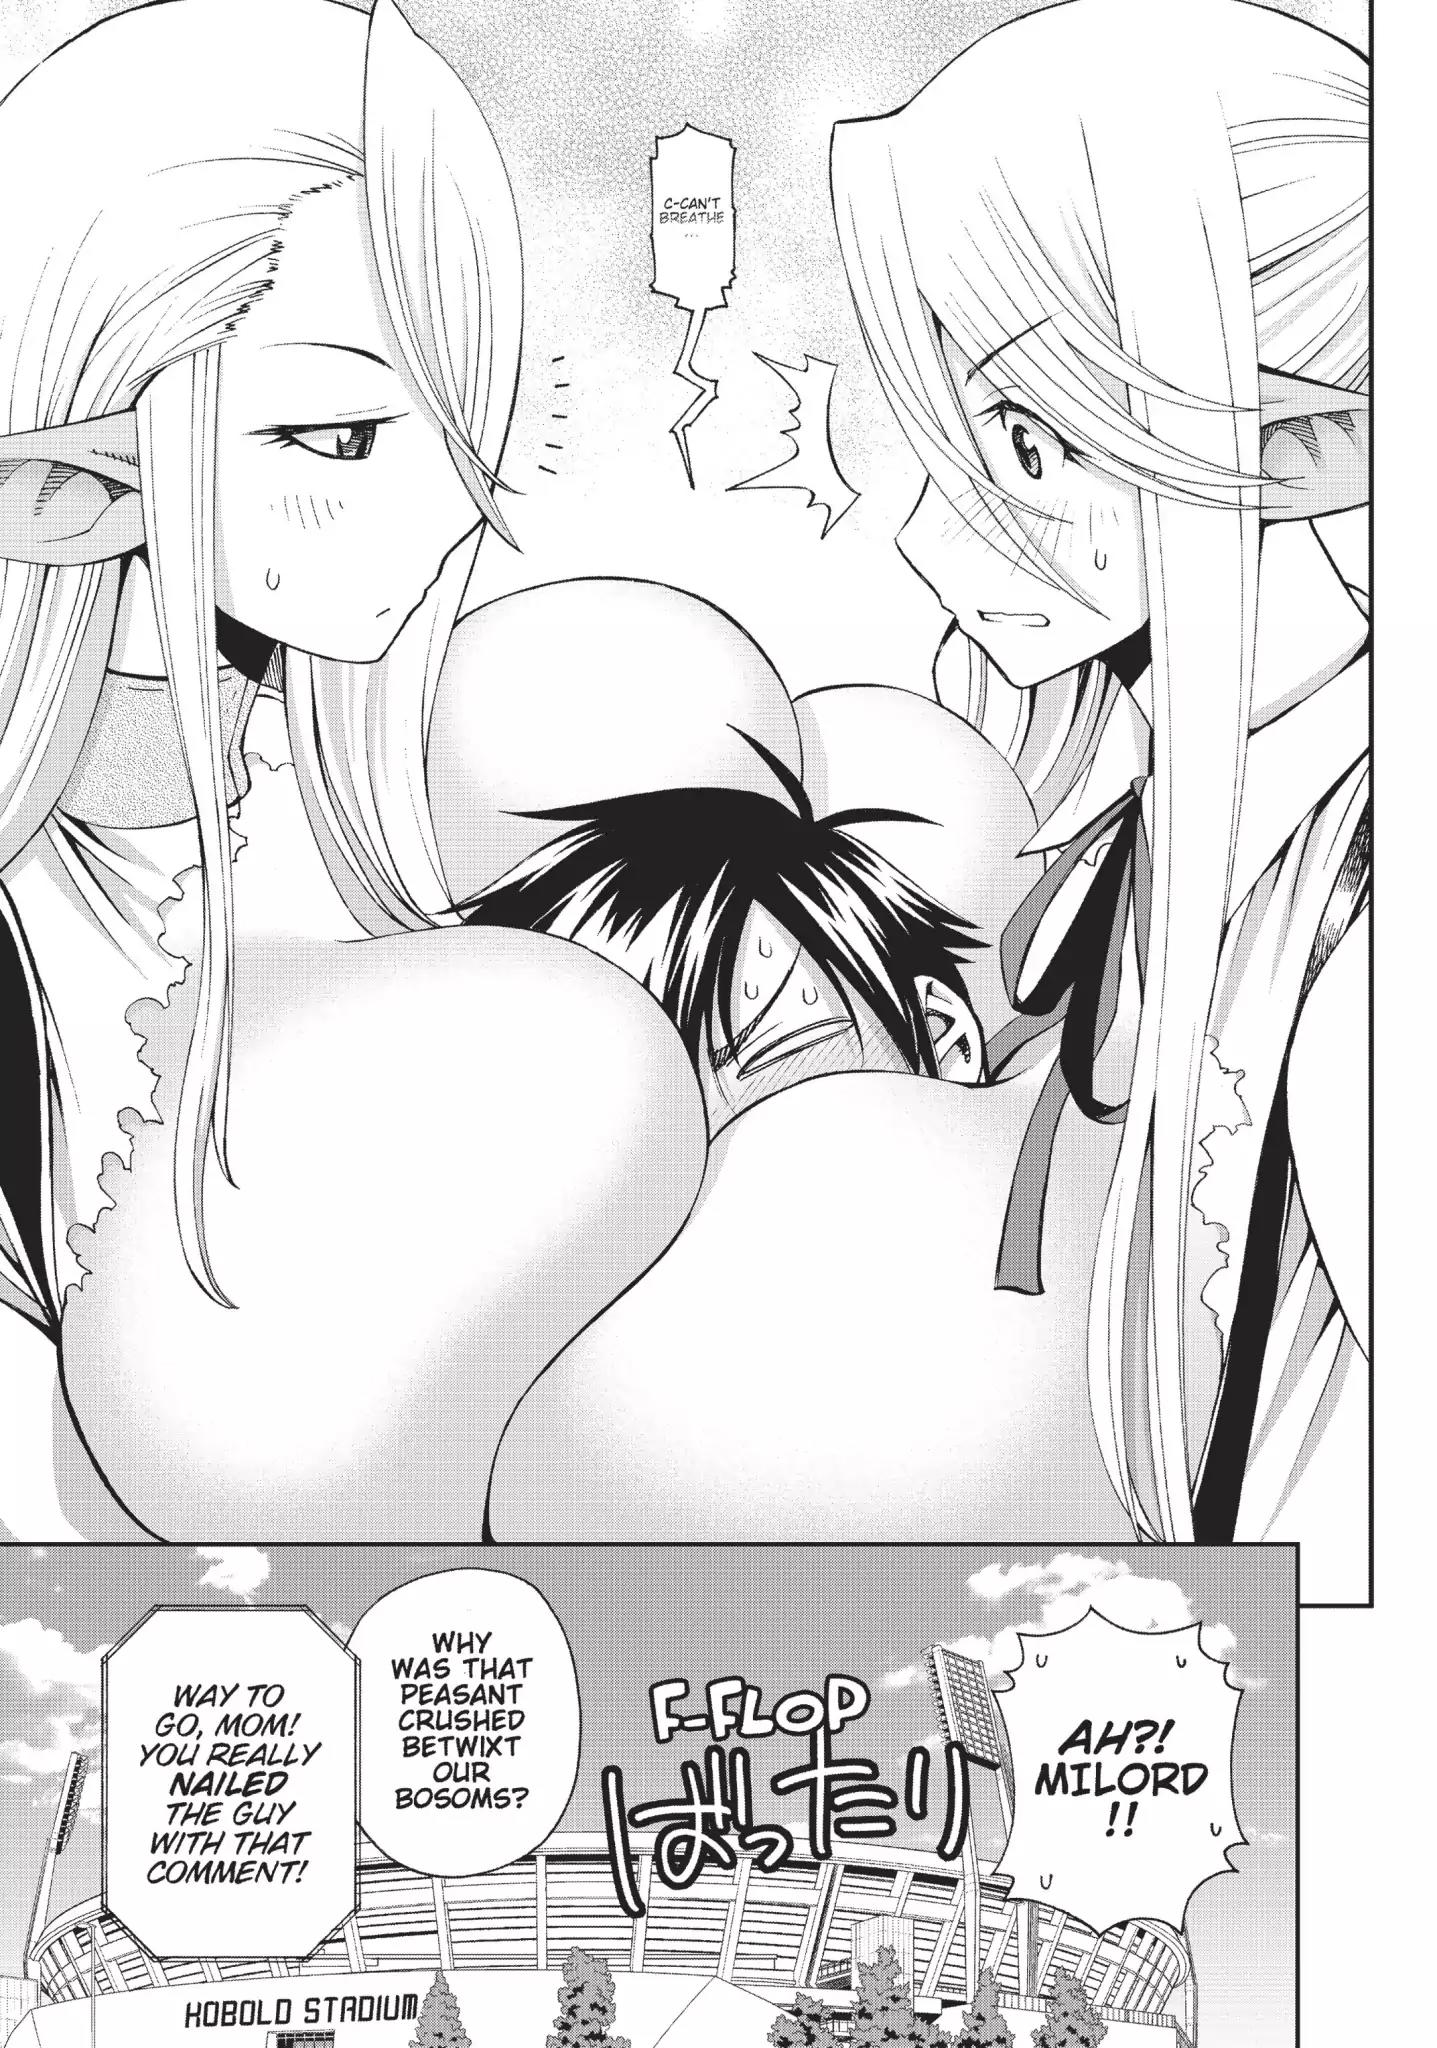 C-CAN'T
BREATHE
...
AH?!
MILORD
!!
F-FLOP
ばったり
WHY
WAS THAT
PEASANT
CRUSHED
BETWIXT
OUR
BOSOMS?
WAY TO
GO, MOM!
YOU REALLY
NAILED
THE GUY
WITH THAT
COMMENT!
KOBOLD STADIUM